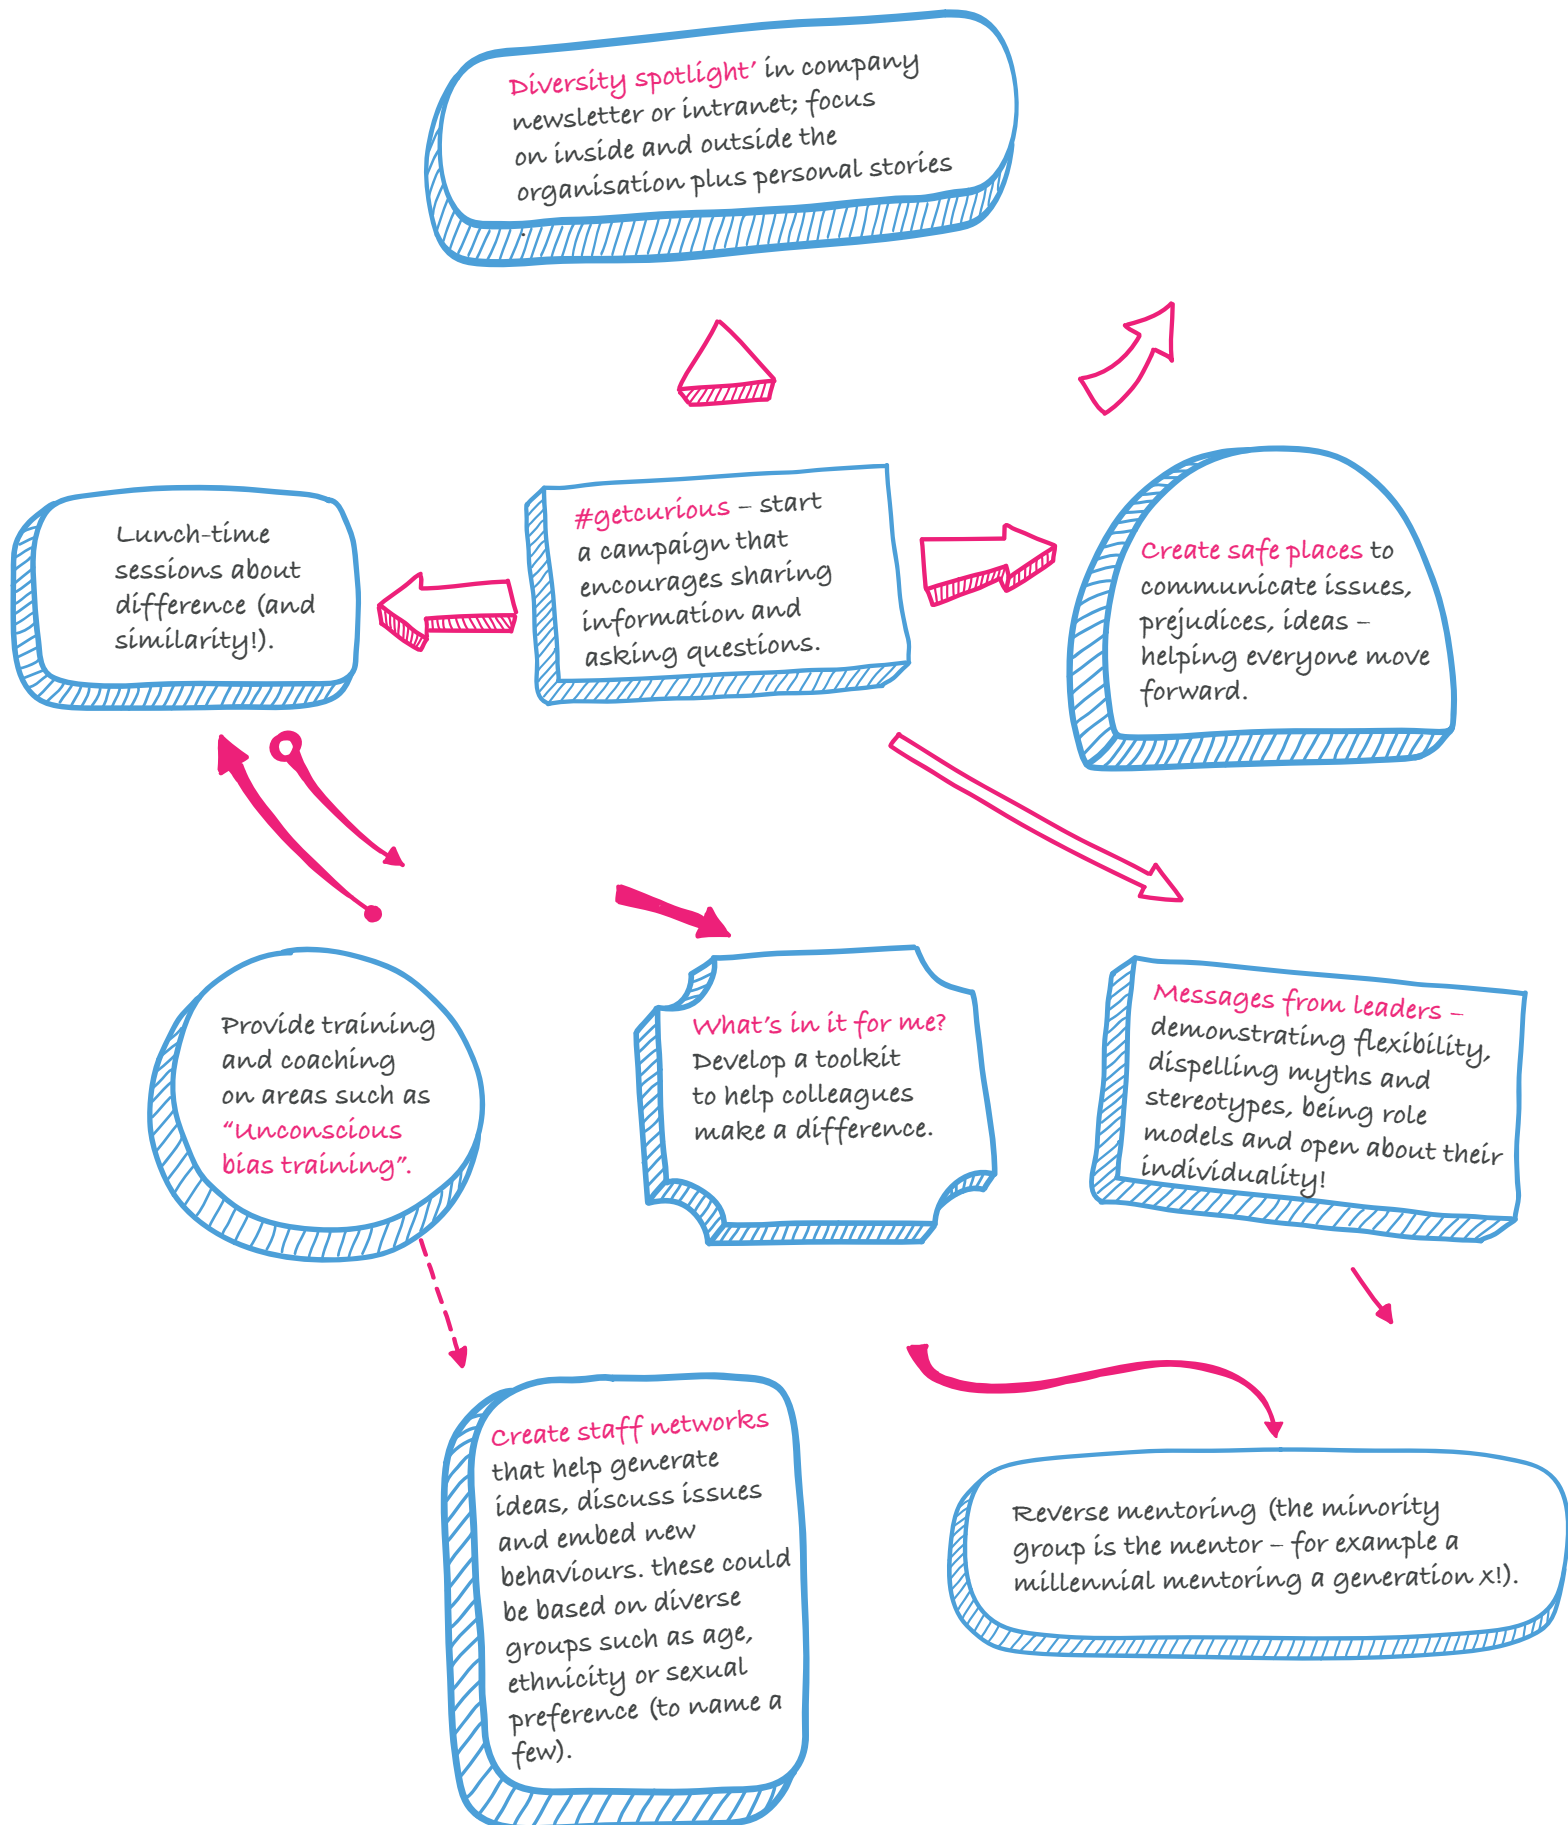 Diversity spotlight’ in company
newsletter or intranet; focus
on inside and outside the
organisation plus personal stories
.
Lunch-time
sessions about
difference (and
similarity!).
#getcurious – start
a campaign that
encourages sharing
information and
asking questions.
Create safe places to
communicate issues,
prejudices, ideas –
helping everyone move
forward.
Provide training
and coaching
on areas such as
“Unconscious
bias training”.
What’s in it for me?
Develop a toolkit
to help colleagues
make a difference.
Messages from leaders –
demonstrating flexibility,
dispelling myths and
stereotypes, being role
models and open about their
individuality!
Create staff networks
that help generate
ideas, discuss issues
and embed new
behaviours. these could
be based on diverse
groups such as age,
ethnicity or sexual
preference (to name a
few).
Reverse mentoring (the minority
group is the mentor – for example a
millennial mentoring a generation x!).